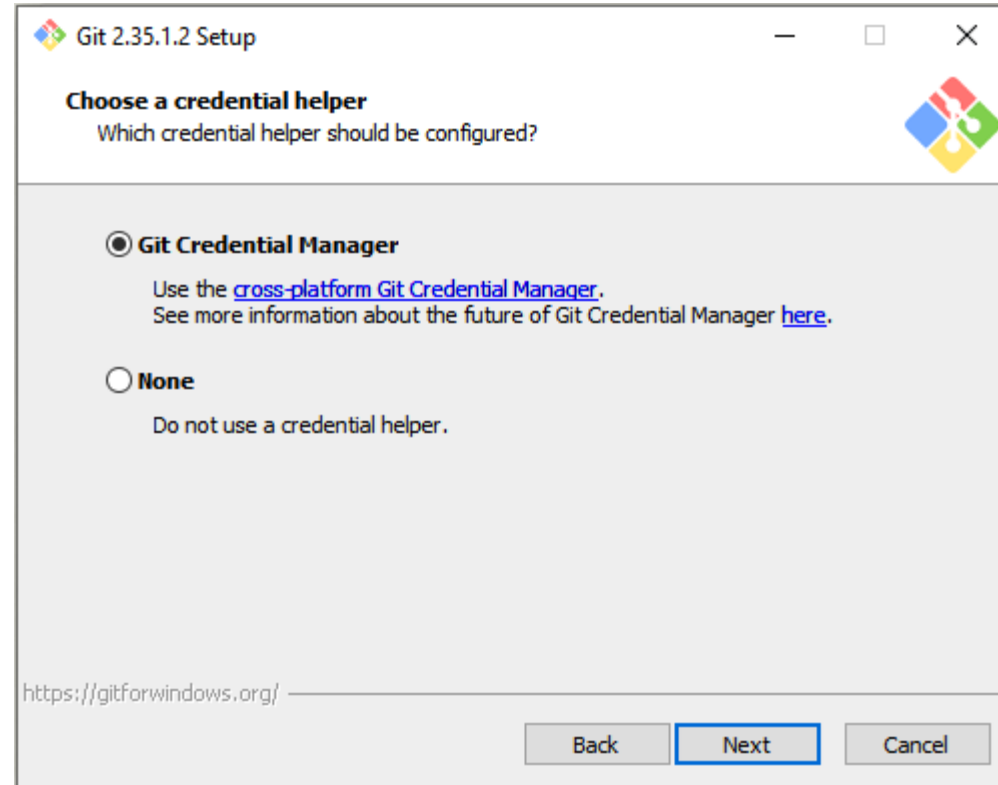 Git 2.35.1.2 Setup
Choose a credential helper
Which credential helper should be configured?
Git Credential Manager
Use the cross-platform Git Credential Manager.
See more information about the future of Git Credential Manager here.
None
Do not use a credential helper.
https://gitforwindows.org/
Back Next Cancel